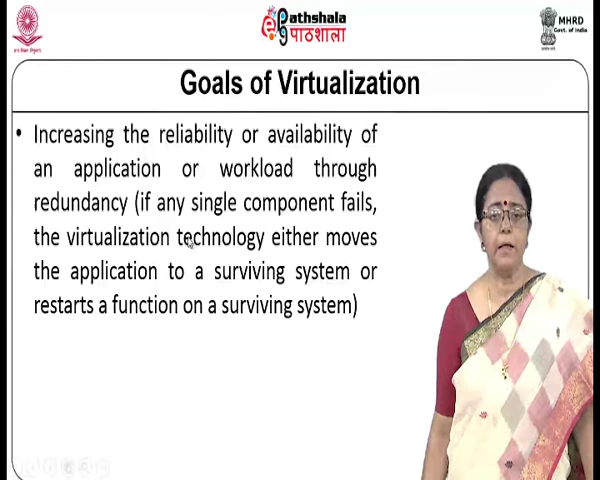 ePathshala
पाठशाला
MHRD
Govt. of India
Goals of Virtualization
• Increasing the reliability or availability of
an application or workload through
redundancy (if any single component fails,
the virtualization technology either moves
the application to a surviving system or
restarts a function on a surviving system)